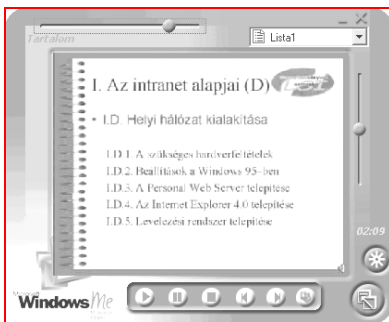 Tartalom
Lista1
I. Az intranet alapjai (D)
• I.D. Helyi hálózat kialakítása
I.D.1. A szükséges hardverfeltételek
I.D.2. Beállítások a Windows 95-ben
I.D.3. A Personal Web Server telepítése
I.D.4. Az Internet Explorer 4.0 telepítése
I.D.5. Levelezési rendszer telepítése
02:09
Microsoft
Windows Me